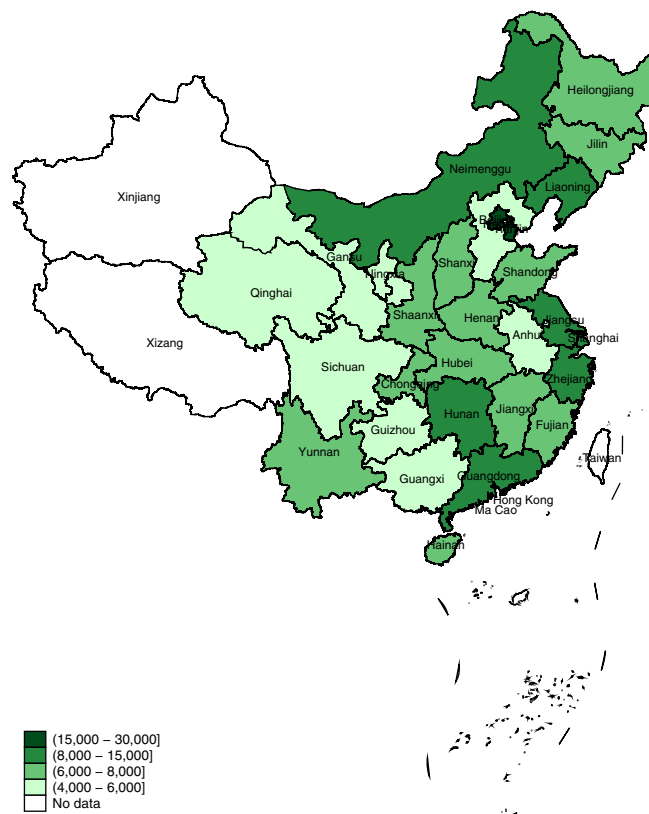 Heilongjiang
Jilin
Neimenggu
Liaoning
Xinjiang
Beijing
Gansu
Shanxi
Ningxia
Shandong
Qinghai
Shaanxi
Henan
Jiangsu
Anhui
Shanghai
Xizang
Sichuan
Hubei
Zhejiang
Chongqing
Hunan
Jiangxi
Guizhou
Fujian
Yunnan
Taiwan
Guangxi
Guangdong
Hong Kong
Ma Cao
Hainan
(15,000 – 30,000]
(8,000 – 15,000]
(6,000 – 8,000]
(4,000 – 6,000]
No data